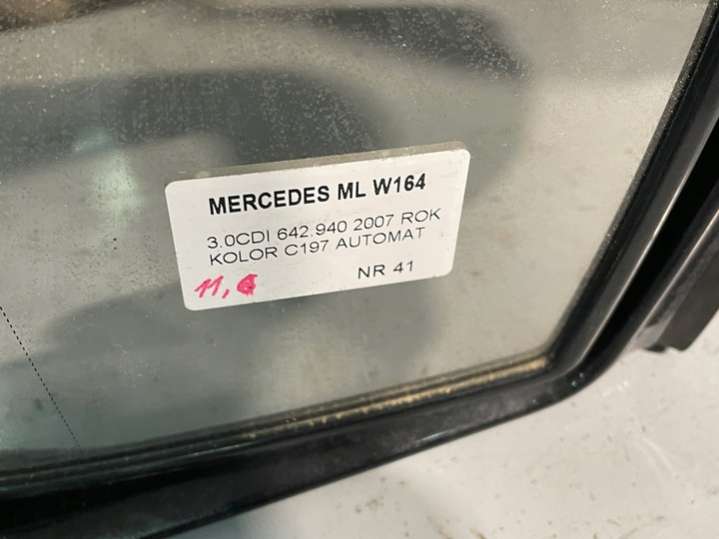 MERCEDES ML W164
3.0CDI 642.940 2007 ROK
KOLOR C197 AUTOMAT
11,6 NR 41